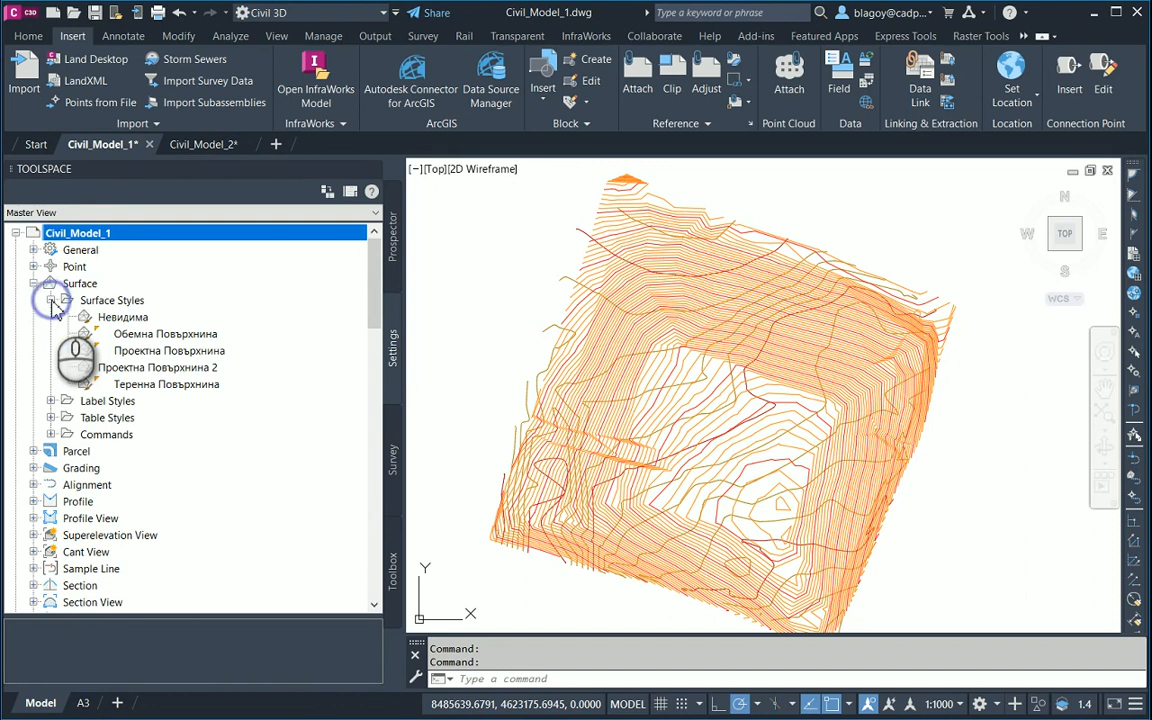 C3D
Civil 3D
Share
Civil_Model_1.dwg
Type a keyword or phrase
blagoy@cadp...
Home Insert Annotate Modify Analyze View Manage Output Survey Rail Transparent InfraWorks Collaborate Help Add-ins Featured Apps Express Tools Raster Tools
Import
Land Desktop
LandXML
Points from File
Storm Sewers
Import Survey Data
Import Subassemblies
Open InfraWorks
Model
Autodesk Connector
for ArcGIS
Data Source
Manager
Insert
Create
Edit
Attach
Clip
Adjust
Attach
Field
Data
Link
Set
Location
Insert
Edit
Import
InfraWorks
ArcGIS
Block
Reference
Point Cloud
Data
Linking & Extraction
Location
Connection Point
Start
Civil_Model_1*
Civil_Model_2*
TOOLSPACE
Master View
Civil_Model_1
General
Point
Surface
Surface Styles
Невидима
Обемна Повърхнина
Проектна Повърхнина
Проектна Повърхнина 2
Теренна Повърхнина
Label Styles
Table Styles
Commands
Parcel
Grading
Alignment
Profile
Profile View
Superelevation View
Cant View
Sample Line
Section
Section View
Prospector
Settings
Survey
Toolbox
[−][Top][2D Wireframe]
N
W
TOP
E
S
WCS
Y
X
Command:
Command:
Type a command
Model
A3
8485639.6791, 4623175.6945, 0.0000
MODEL
1:1000
1.4